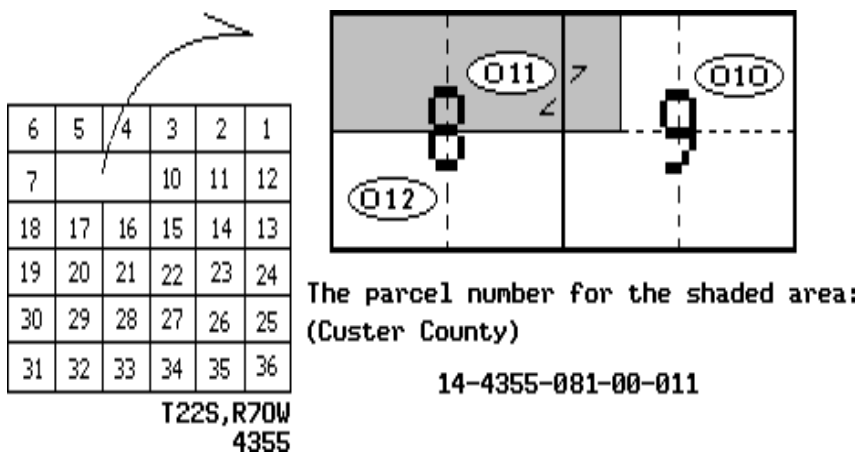 6 5 4 3 2 1
7 10 11 12
18 17 16 15 14 13
19 20 21 22 23 24
30 29 28 27 26 25
31 32 33 34 35 36
T22S,R70W
4355
011 7 010
8 9
012
The parcel number for the shaded area:
(Custer County)
14-4355-081-00-011